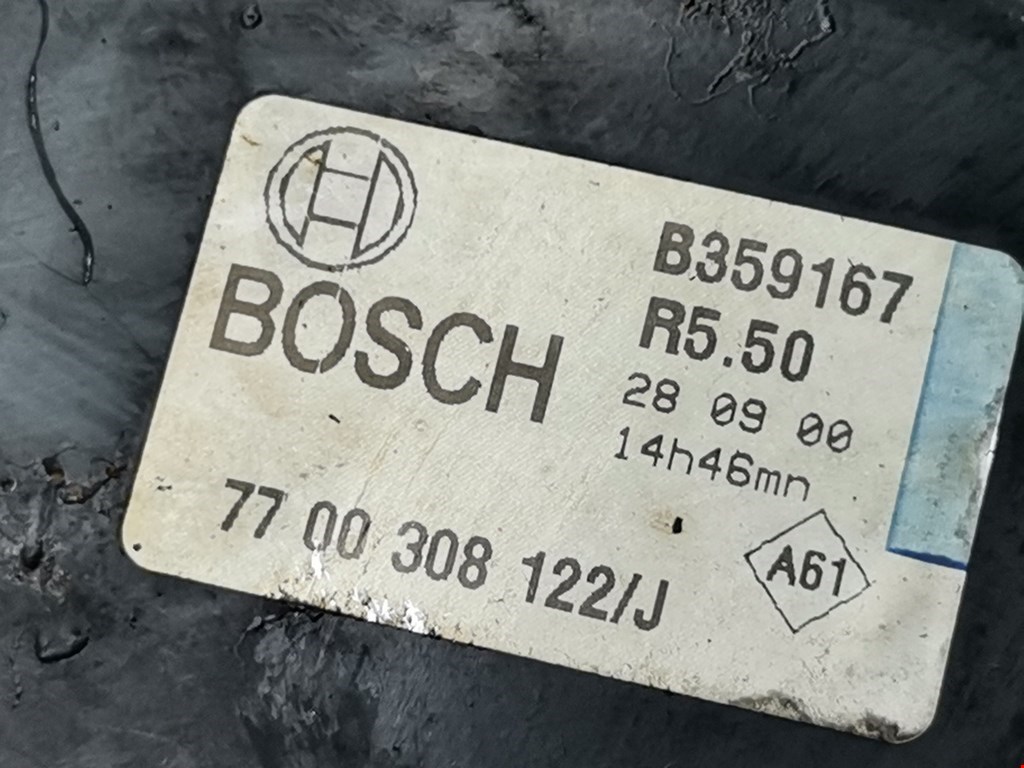 BOSCH
B359167
R5.50
28 09 00
14h46mn
77 00 308 122/J
A61